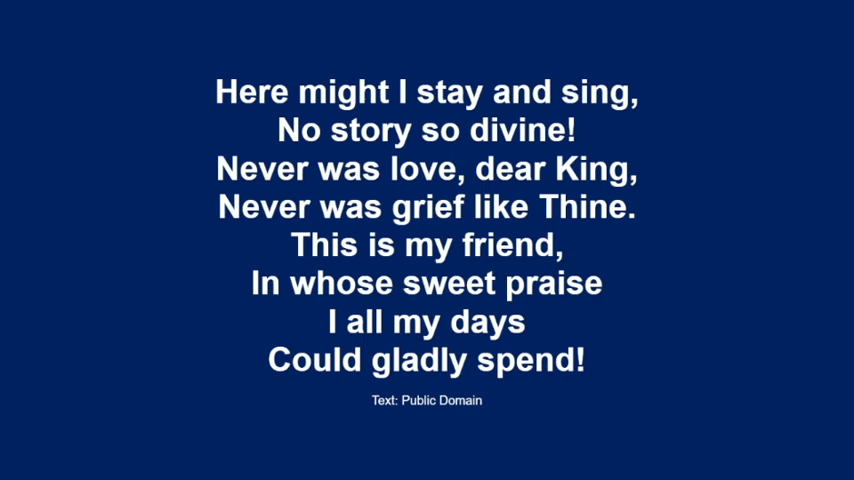 Here might I stay and sing,
No story so divine!
Never was love, dear King,
Never was grief like Thine.
This is my friend,
In whose sweet praise
I all my days
Could gladly spend!
Text: Public Domain